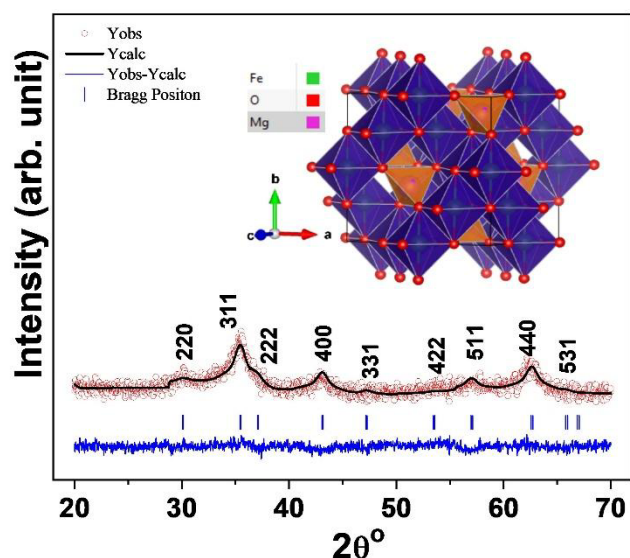 Yobs
Ycalc
Yobs-Ycalc
Bragg Positon
Fe
O
Mg
b
c
a
Intensity (arb. unit)
220
311
222
400
331
422
511
440
531
20 30 40 50 60 70
2θ°